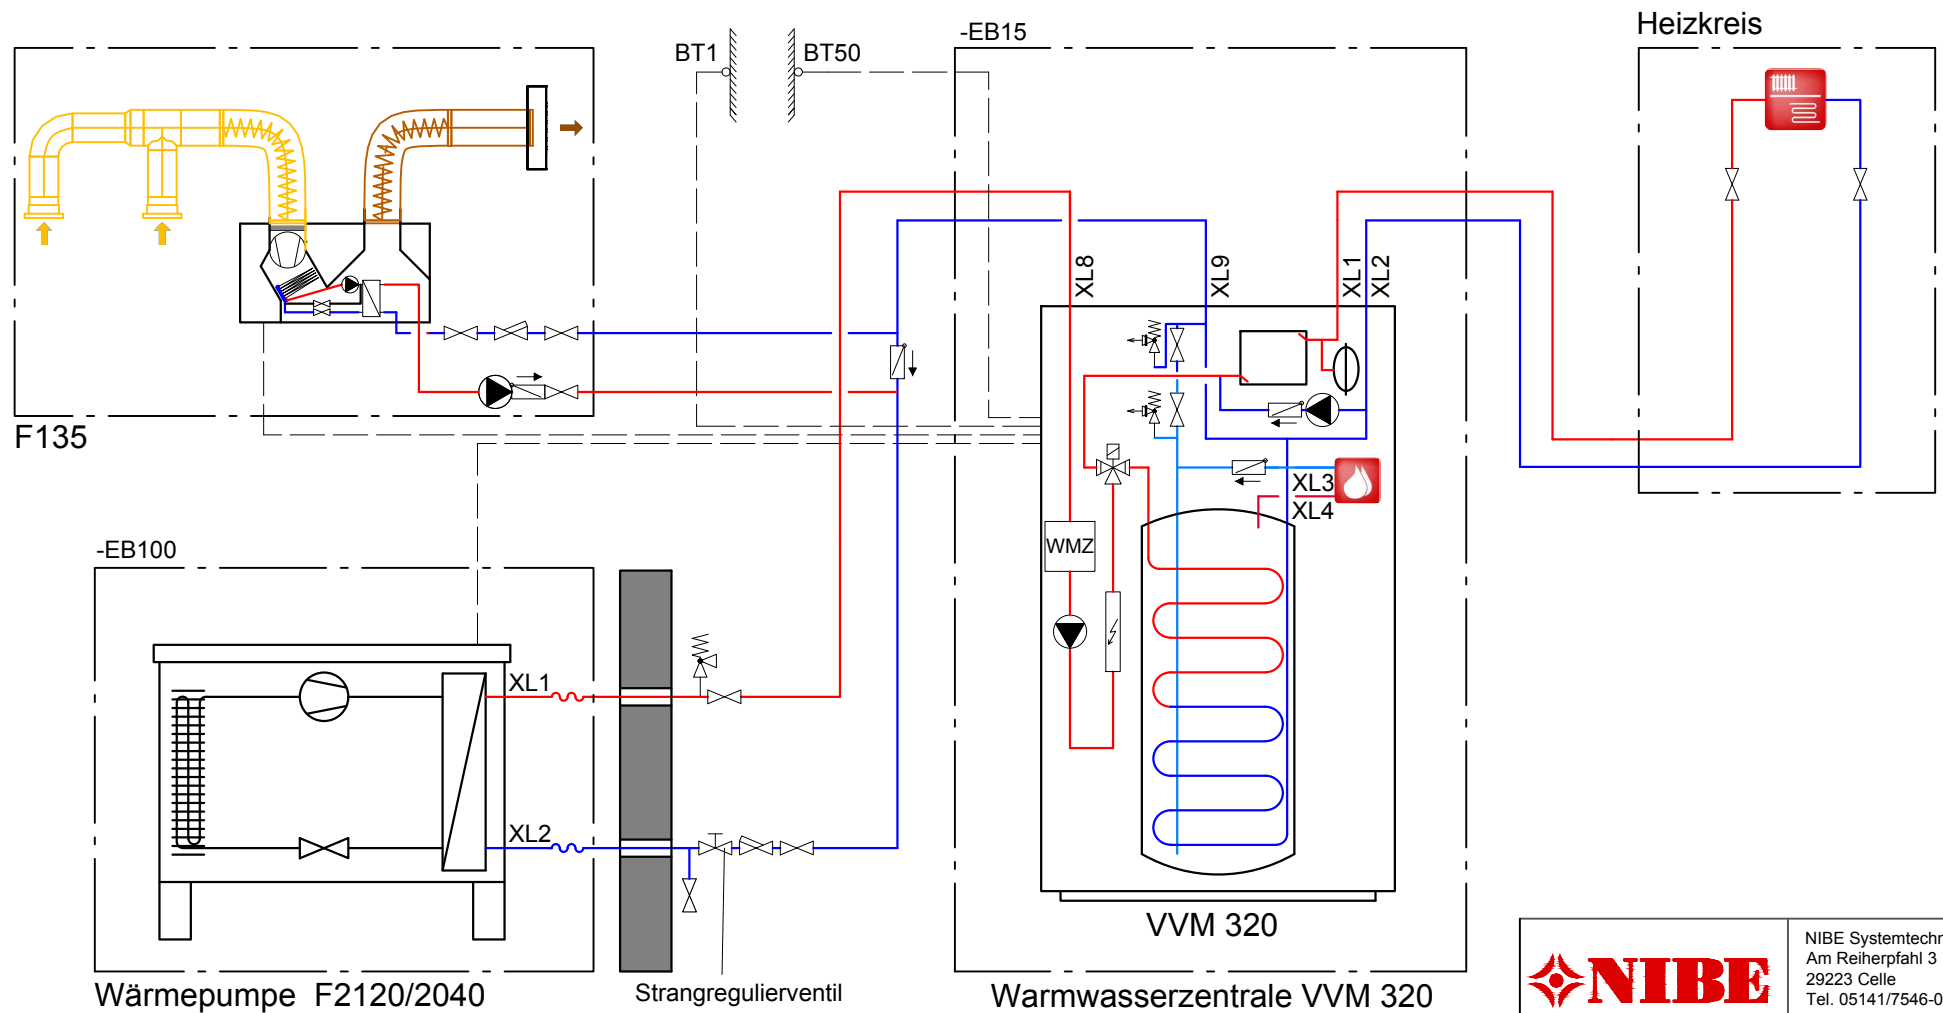 Heizkreis
-EB15
BT1
BT50
XL8
XL9
XL1
XL2
F135
XL3
XL4
WMZ
-EB100
XL1
XL2
VVM 320
Wärmepumpe F2120/2040
Strangregulierventil
Warmwasserzentrale VVM 320
NIBE
NIBE Systemtechn
Am Reiherpfahl 3
29223 Celle
Tel. 05141/7546-0